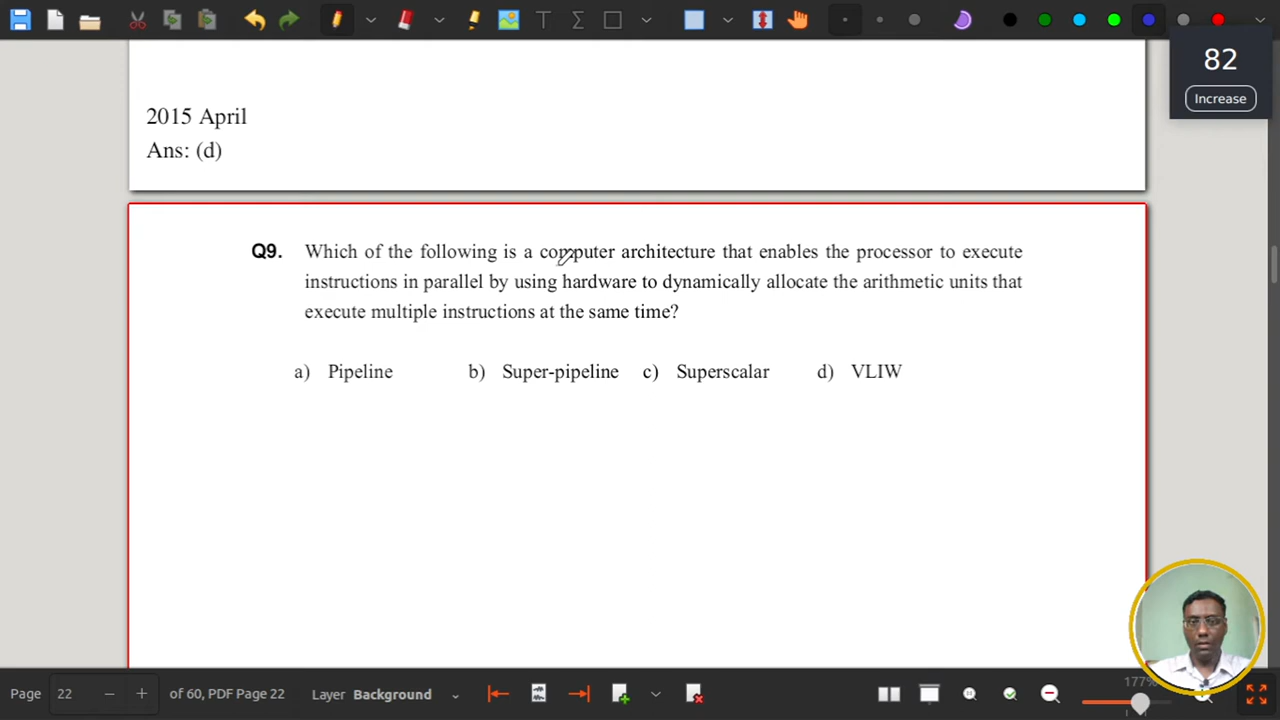 82
Increase
2015 April
Ans: (d)
Q9. Which of the following is a computer architecture that enables the processor to execute
instructions in parallel by using hardware to dynamically allocate the arithmetic units that
execute multiple instructions at the same time?
a) Pipeline b) Super-pipeline c) Superscalar d) VLIW
Page 22 of 60, PDF Page 22 Layer Background 177%